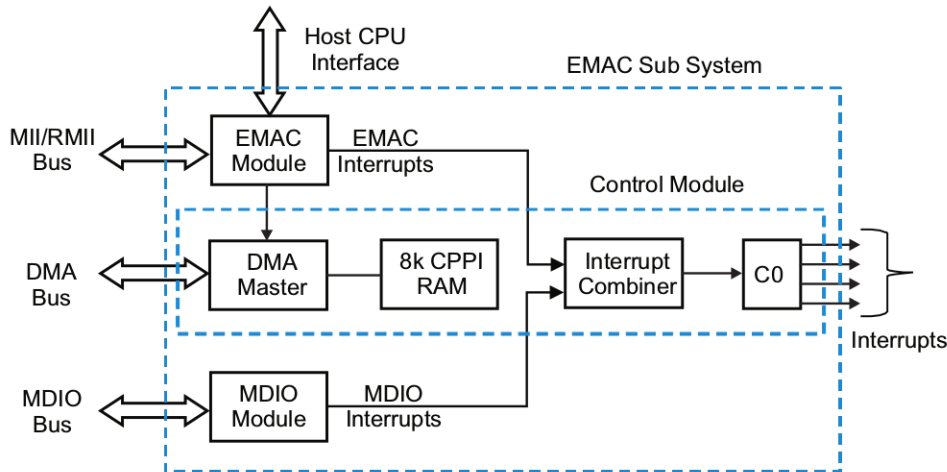 Host CPU
Interface
EMAC Sub System
MII/RMII
Bus
EMAC
Module
EMAC
Interrupts
Control Module
DMA
Bus
DMA
Master
8k CPPI
RAM
Interrupt
Combiner
C0
Interrupts
MDIO
Bus
MDIO
Module
MDIO
Interrupts